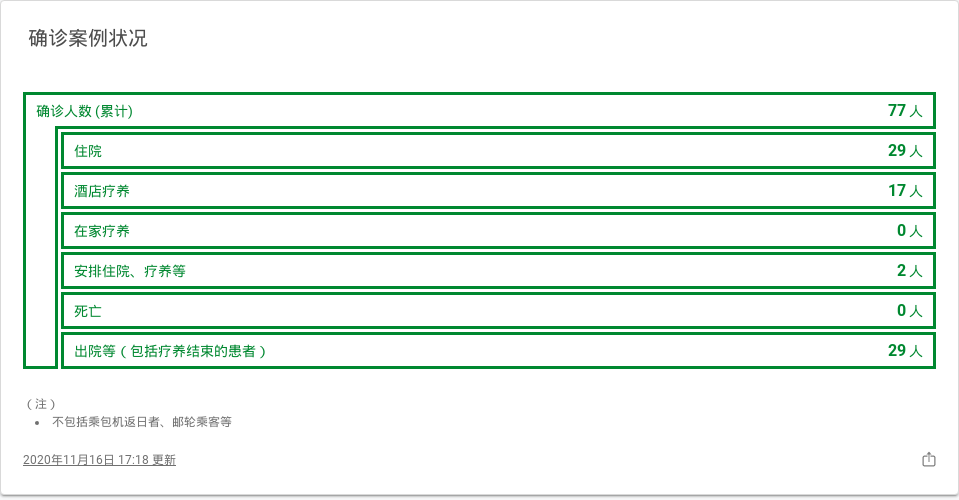 确诊案例状况
确诊人数 (累计) 77 人
住院 29 人
酒店疗养 17 人
在家疗养 0 人
安排住院、疗养等 2 人
死亡 0 人
出院等（包括疗养结束的患者） 29 人
（注）
• 不包括乘包机返日者、邮轮乘客等
2020年11月16日 17:18 更新